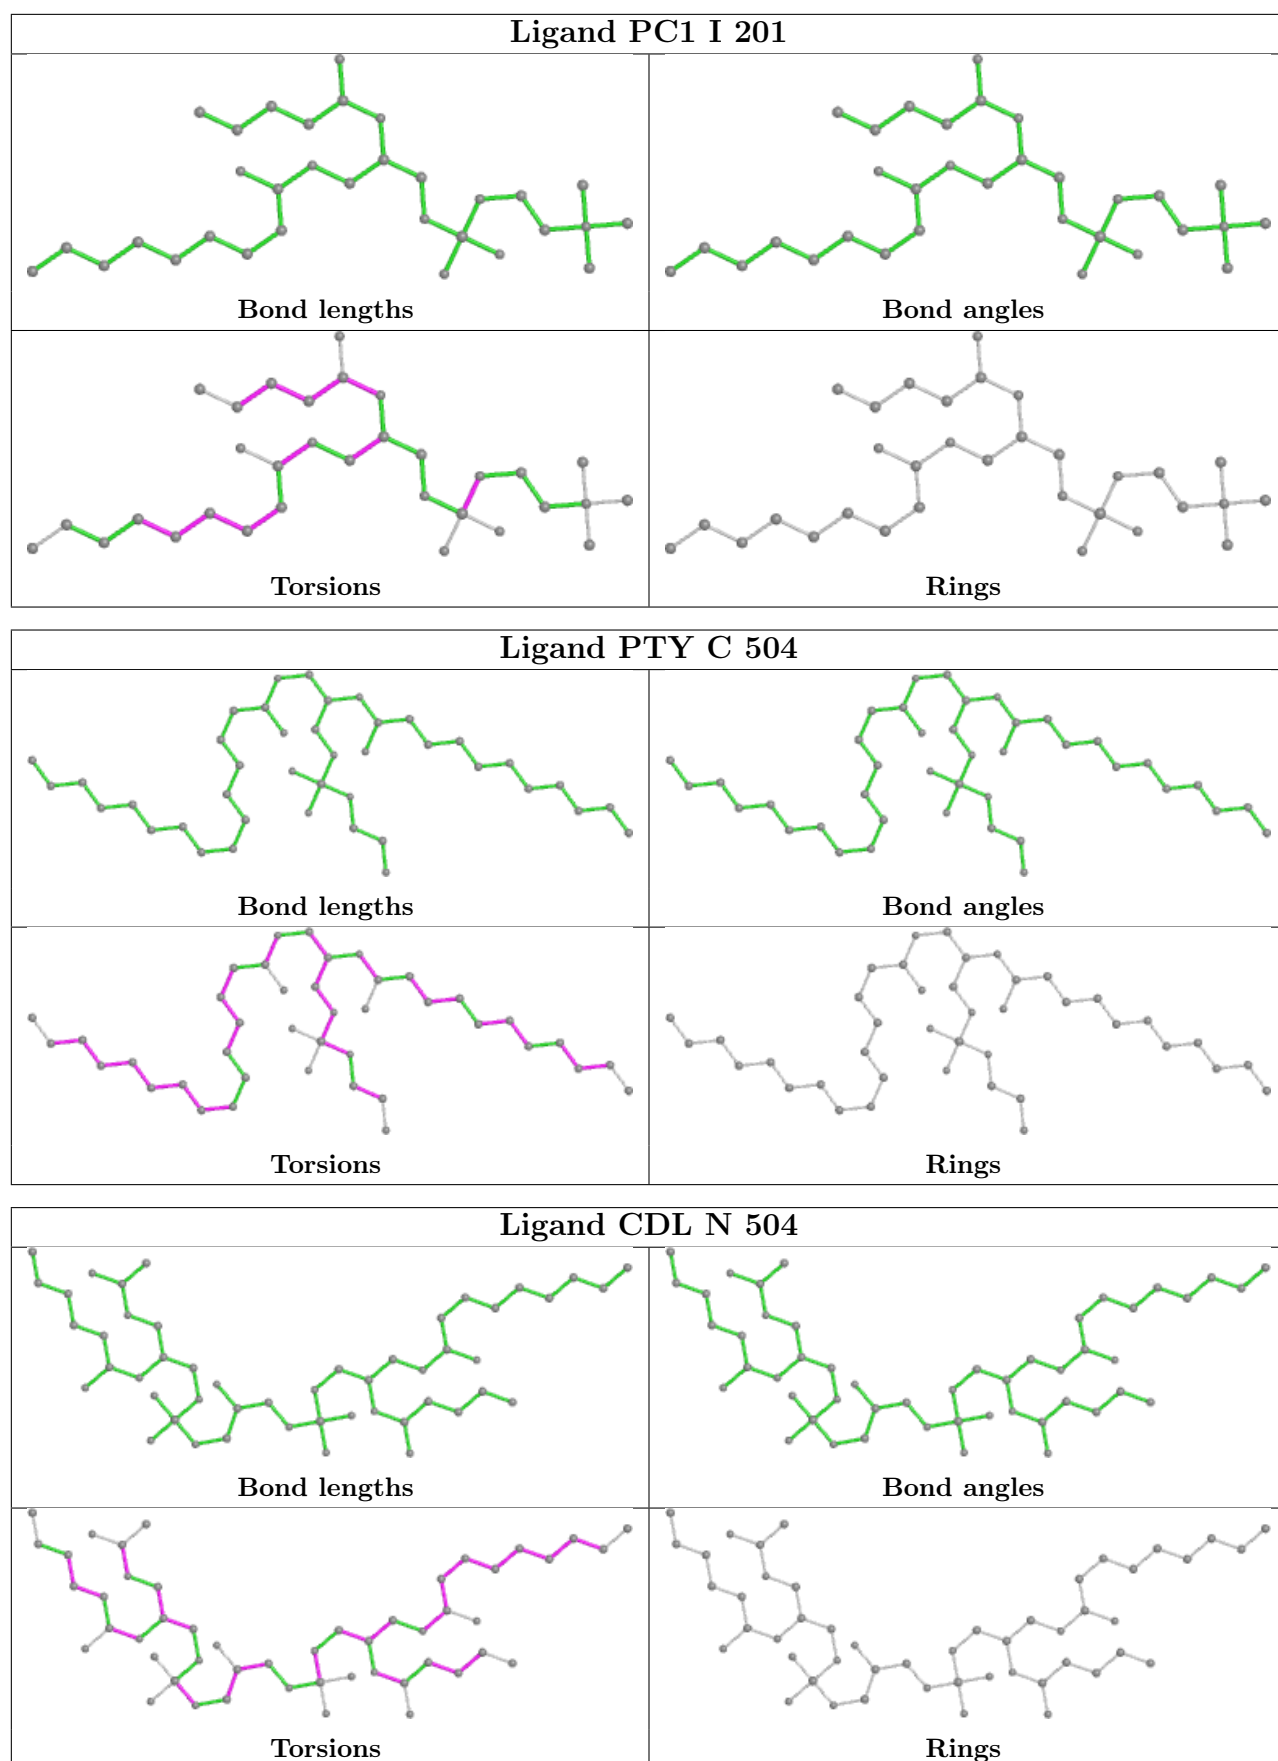 Ligand PC1 I 201
Bond lengths
Bond angles
Torsions
Rings
Ligand PTY C 504
Bond lengths
Bond angles
Torsions
Rings
Ligand CDL N 504
Bond lengths
Bond angles
Torsions
Rings